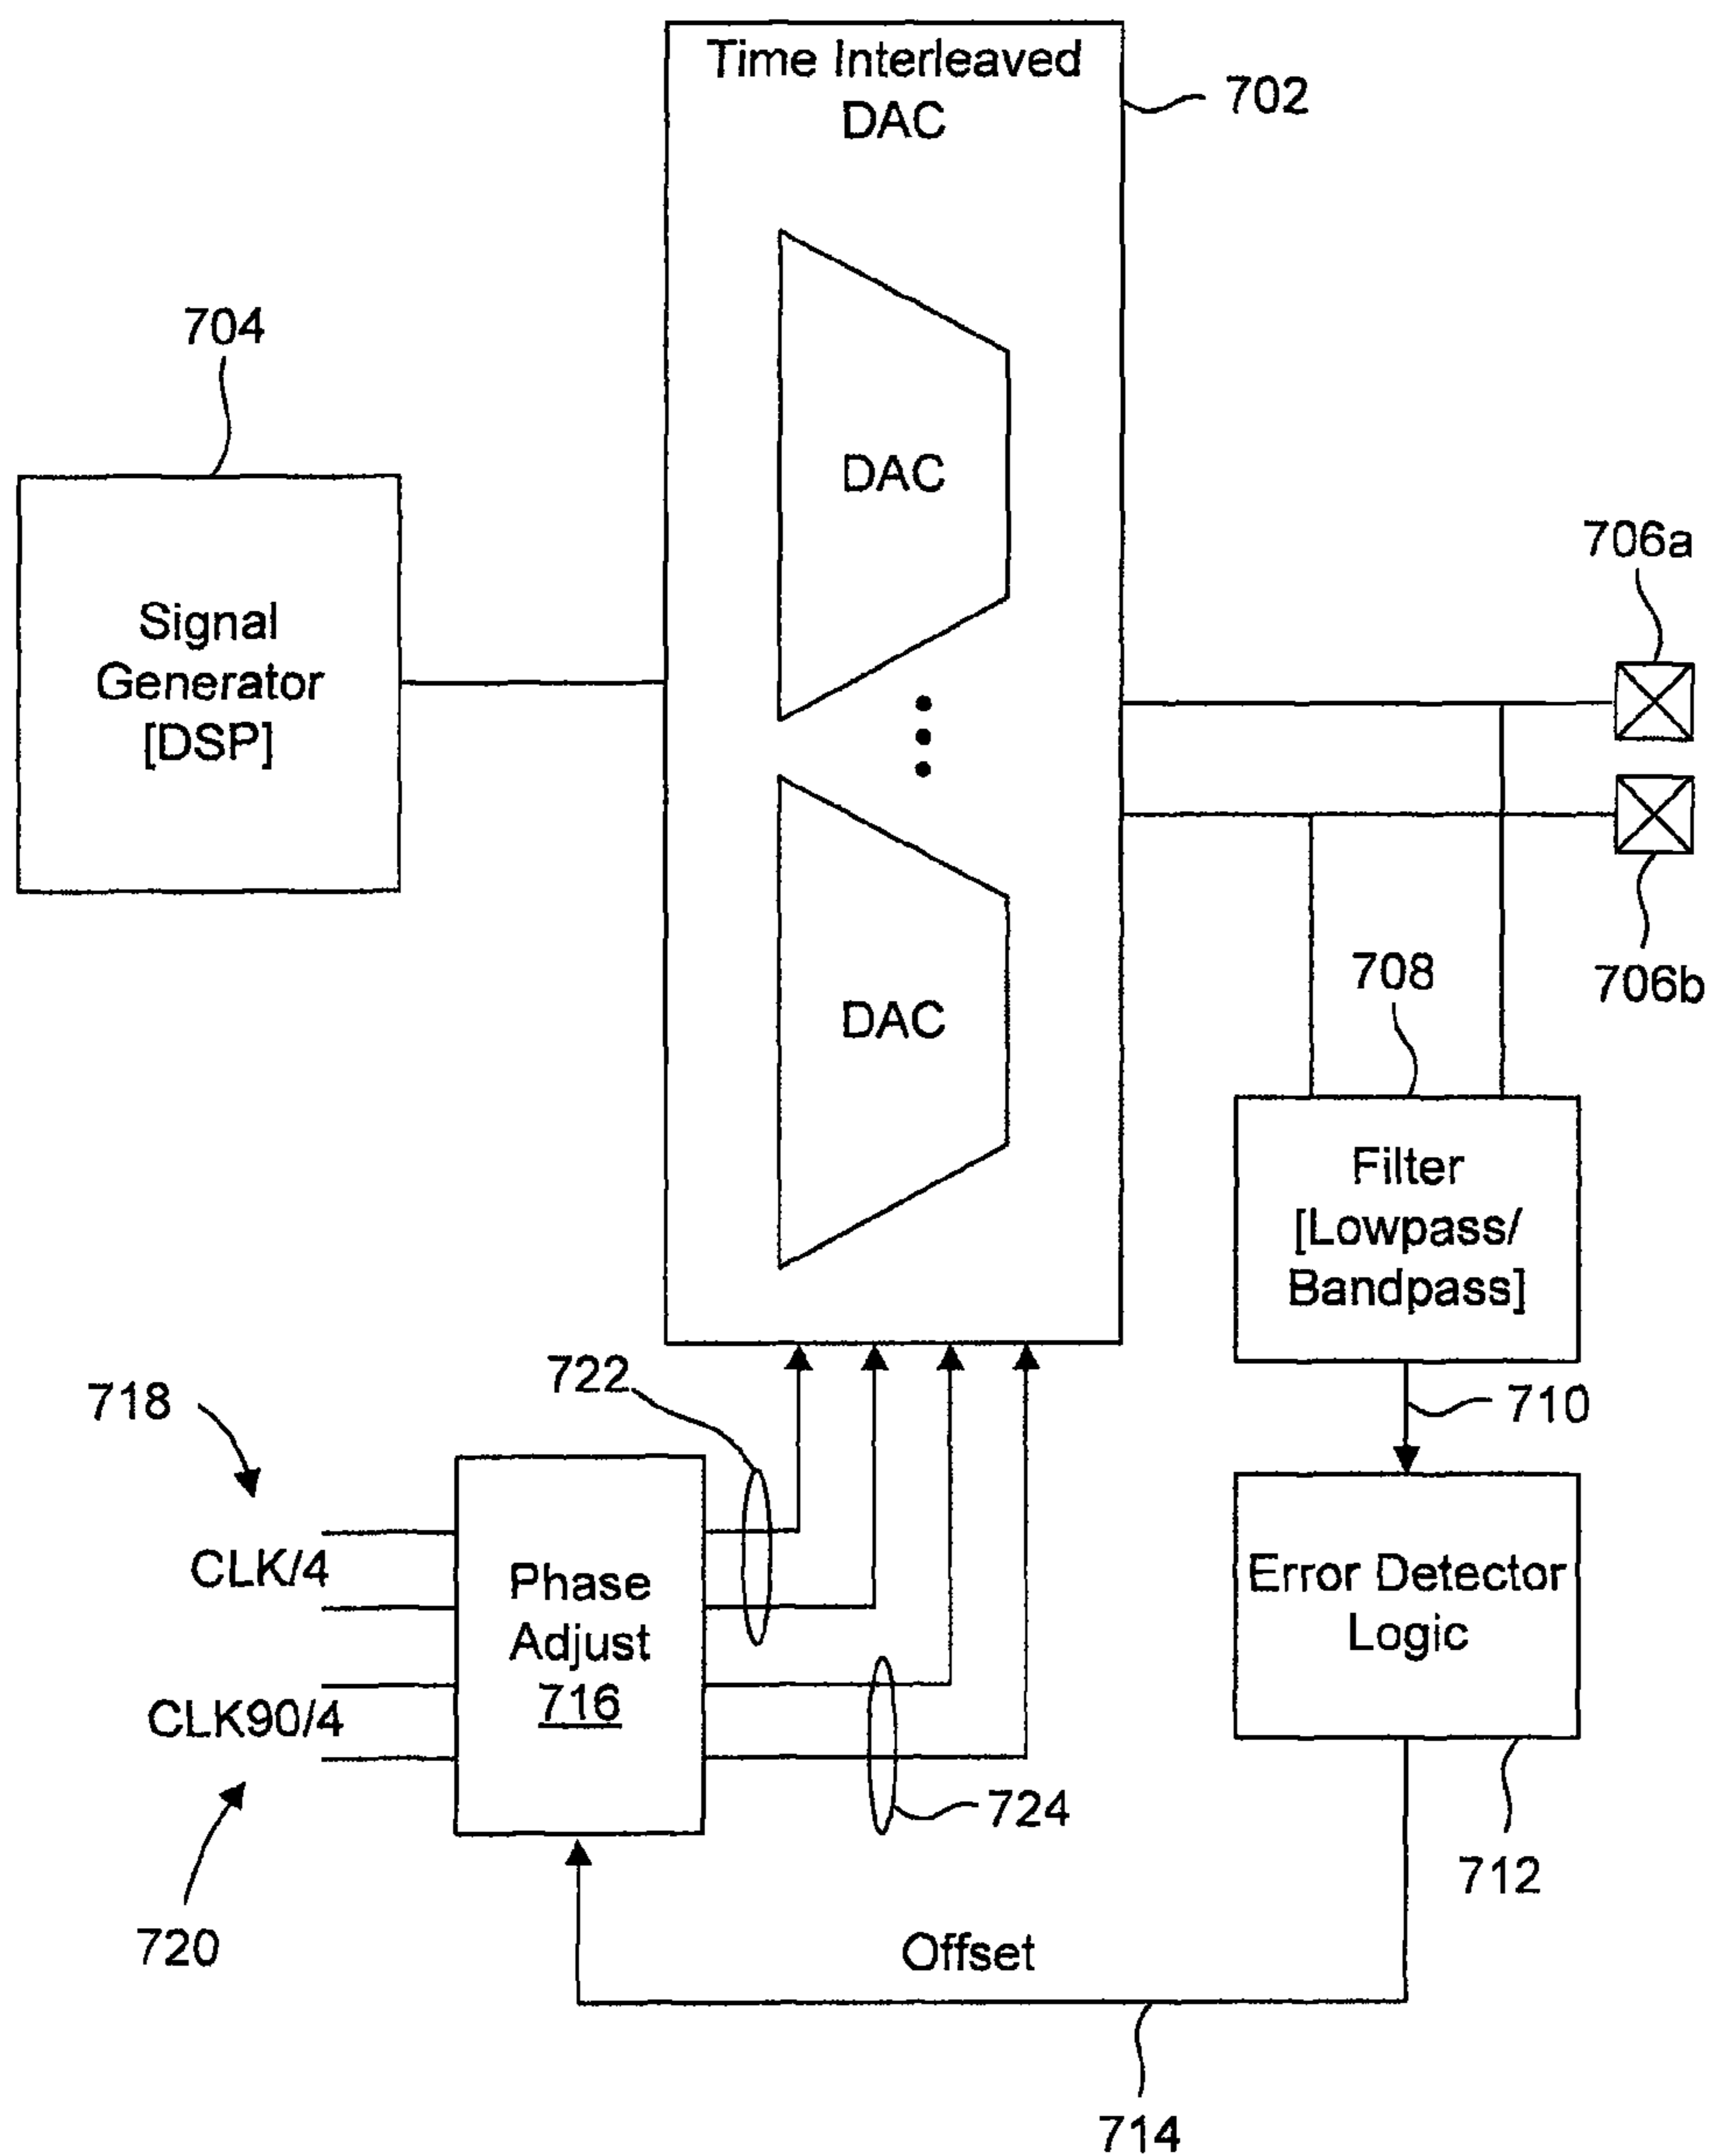 Time Interleaved
DAC
702
704
DAC
Signal
Generator
[DSP]
706a
706b
708
DAC
Filter
[Lowpass/
Bandpass]
710
722
718
CLK/4
Phase
Adjust
716
CLK90/4
720
724
Error Detector
Logic
712
Offset
714